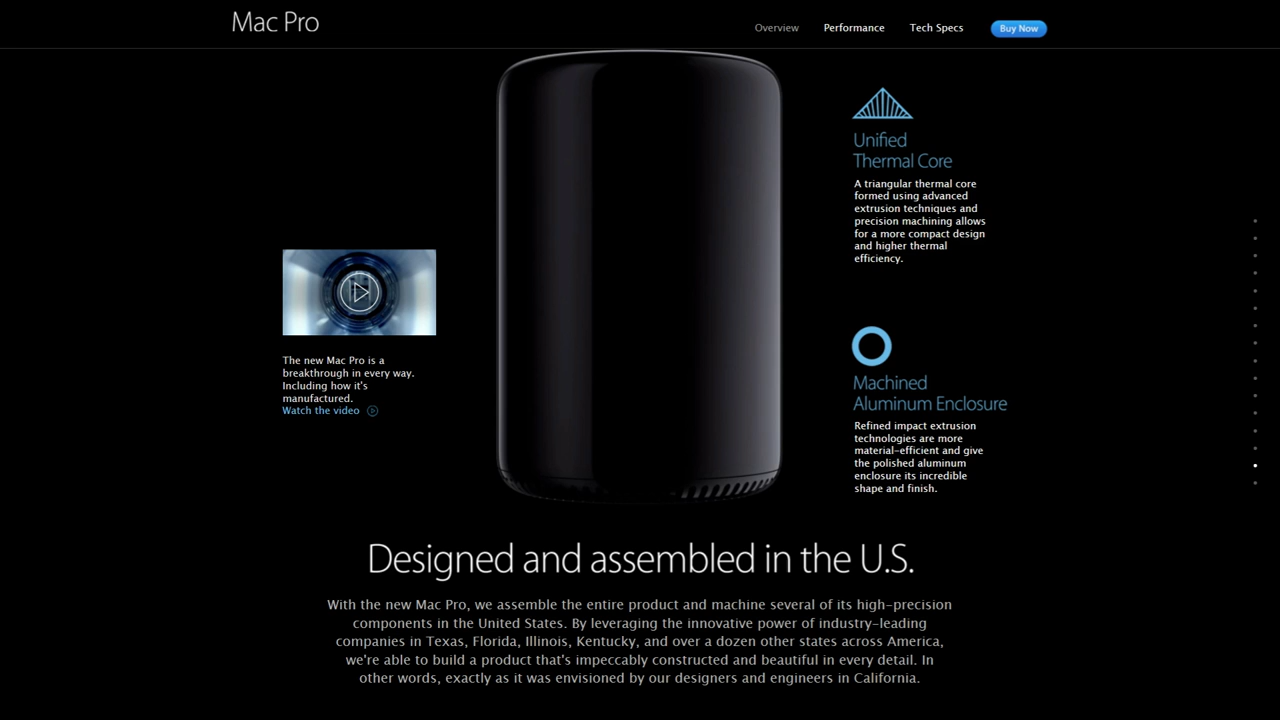 Mac Pro
Overview
Performance
Tech Specs
Buy Now
Unified
Thermal Core
A triangular thermal core
formed using advanced
extrusion techniques and
precision machining allows
for a more compact design
and higher thermal
efficiency.
The new Mac Pro is a
breakthrough in every way.
Including how it's
manufactured.
Watch the video
Machined
Aluminum Enclosure
Refined impact extrusion
technologies are more
material-efficient and give
the polished aluminum
enclosure its incredible
shape and finish.
Designed and assembled in the U.S.
With the new Mac Pro, we assemble the entire product and machine several of its high-precision
components in the United States. By leveraging the innovative power of industry-leading
companies in Texas, Florida, Illinois, Kentucky, and over a dozen other states across America,
we're able to build a product that's impeccably constructed and beautiful in every detail. In
other words, exactly as it was envisioned by our designers and engineers in California.